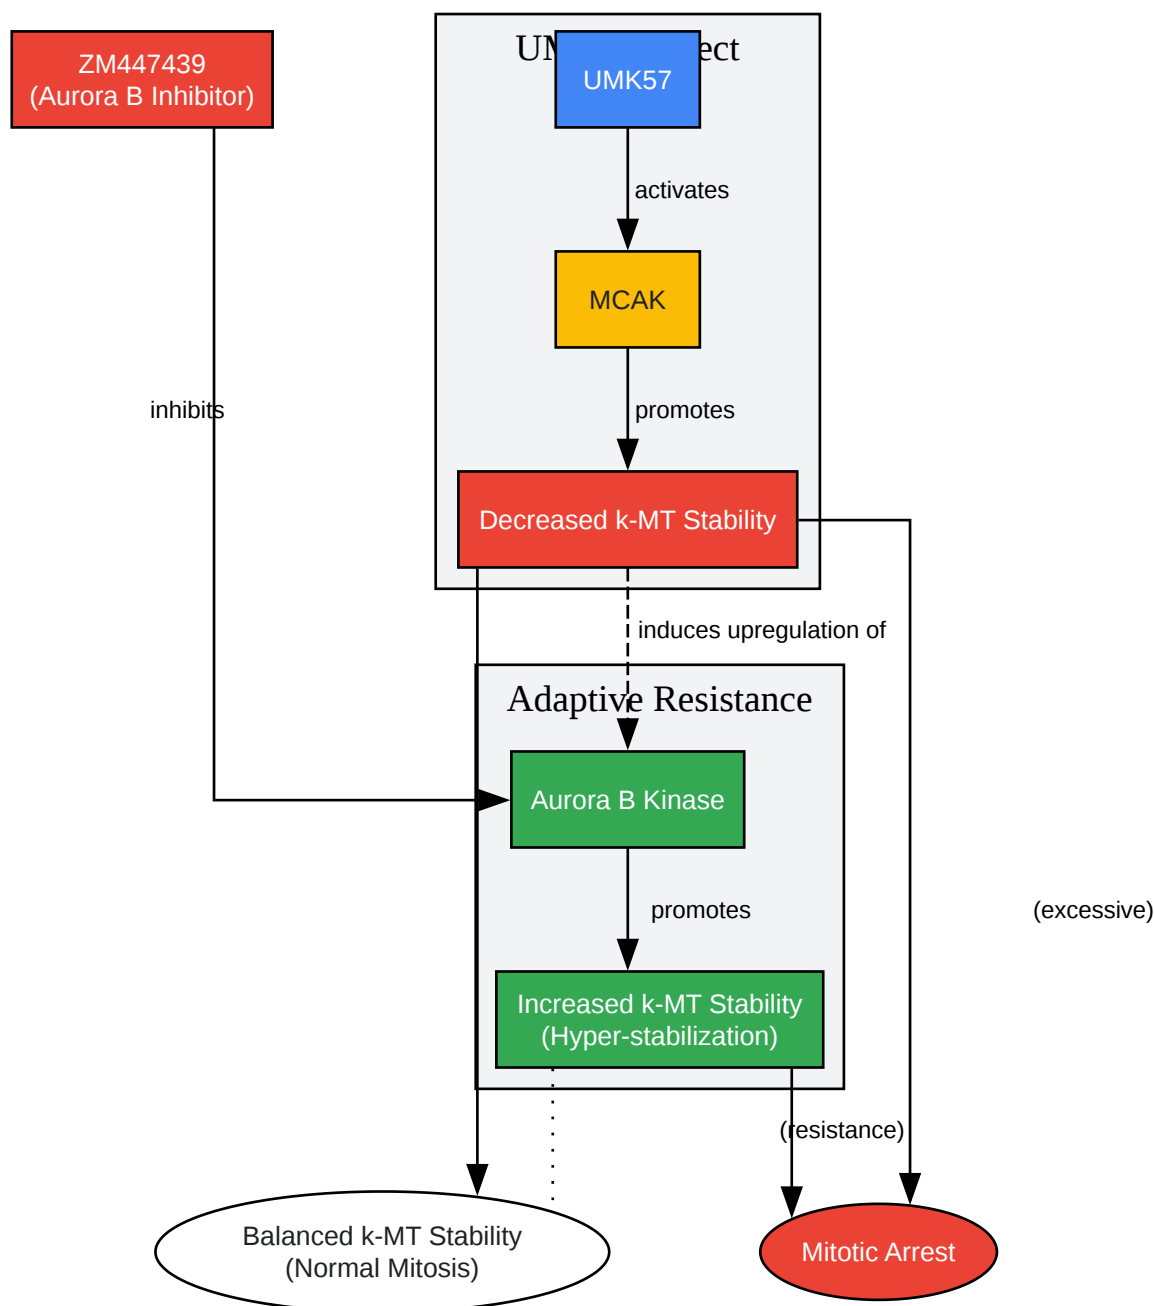 ZM447439
(Aurora B Inhibitor)
UMK57
activates
MCAK
inhibits
promotes
Decreased k-MT Stability
induces upregulation of
Adaptive Resistance
Aurora B Kinase
promotes
(excessive)
Increased k-MT Stability
(Hyper-stabilization)
(resistance)
Balanced k-MT Stability
(Normal Mitosis)
Mitotic Arrest